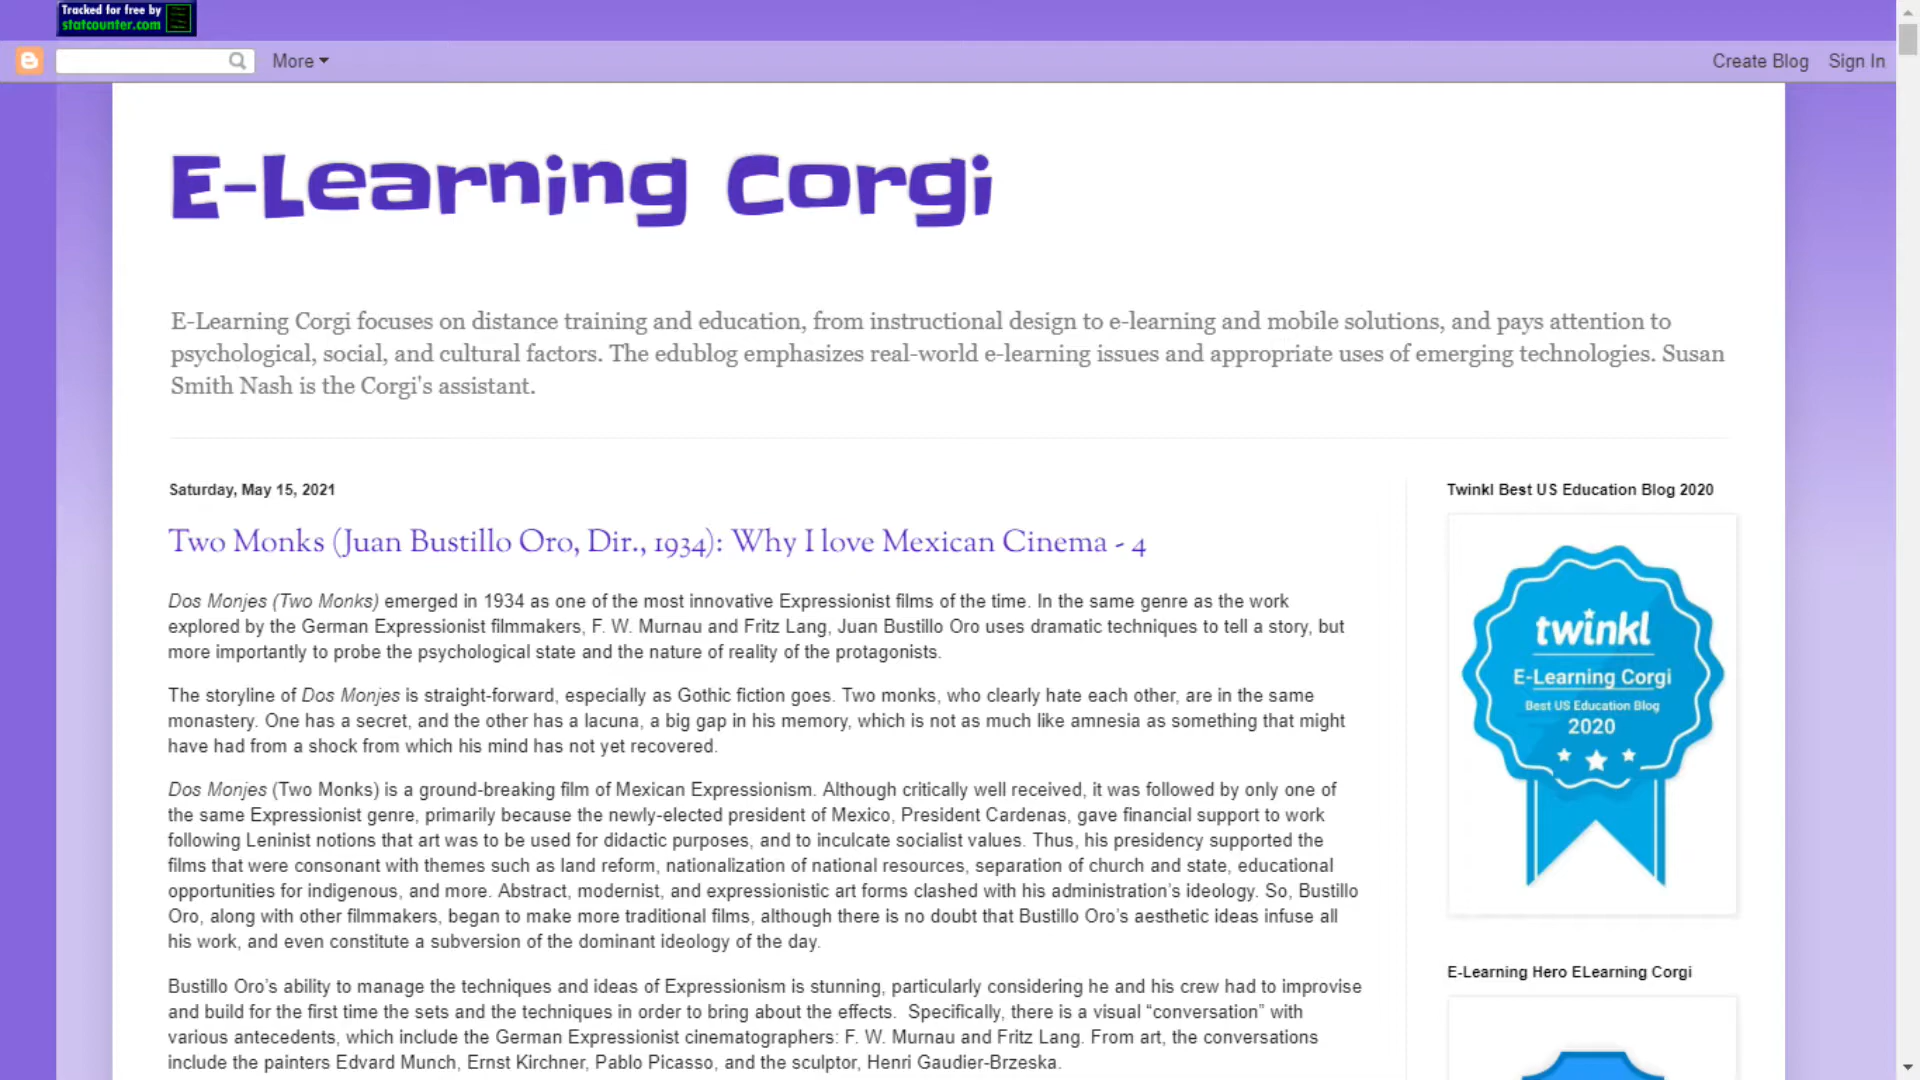 Tracked for free by
statcounter.com
More
Create Blog
Sign In
E-Learning Corgi
E-Learning Corgi focuses on distance training and education, from instructional design to e-learning and mobile solutions, and pays attention to
psychological, social, and cultural factors. The edublog emphasizes real-world e-learning issues and appropriate uses of emerging technologies. Susan
Smith Nash is the Corgi's assistant.
Saturday, May 15, 2021
Two Monks (Juan Bustillo Oro, Dir., 1934): Why I love Mexican Cinema - 4
Dos Monjes (Two Monks) emerged in 1934 as one of the most innovative Expressionist films of the time. In the same genre as the work
explored by the German Expressionist filmmakers, F. W. Murnau and Fritz Lang, Juan Bustillo Oro uses dramatic techniques to tell a story, but
more importantly to probe the psychological state and the nature of reality of the protagonists.
The storyline of Dos Monjes is straight-forward, especially as Gothic fiction goes. Two monks, who clearly hate each other, are in the same
monastery. One has a secret, and the other has a lacuna, a big gap in his memory, which is not as much like amnesia as something that might
have had from a shock from which his mind has not yet recovered.
Dos Monjes (Two Monks) is a ground-breaking film of Mexican Expressionism. Although critically well received, it was followed by only one of
the same Expressionist genre, primarily because the newly-elected president of Mexico, President Cardenas, gave financial support to work
following Leninist notions that art was to be used for didactic purposes, and to inculcate socialist values. Thus, his presidency supported the
films that were consonant with themes such as land reform, nationalization of national resources, separation of church and state, educational
opportunities for indigenous, and more. Abstract, modernist, and expressionistic art forms clashed with his administration's ideology. So, Bustillo
Oro, along with other filmmakers, began to make more traditional films, although there is no doubt that Bustillo Oro's aesthetic ideas infuse all
his work, and even constitute a subversion of the dominant ideology of the day.
Bustillo Oro's ability to manage the techniques and ideas of Expressionism is stunning, particularly considering he and his crew had to improvise
and build for the first time the sets and the techniques in order to bring about the effects.  Specifically, there is a visual “conversation” with
various antecedents, which include the German Expressionist cinematographers: F. W. Murnau and Fritz Lang. From art, the conversations
include the painters Edvard Munch, Ernst Kirchner, Pablo Picasso, and the sculptor, Henri Gaudier-Brzeska.
Twinkl Best US Education Blog 2020
twinkl
E-Learning Corgi
Best US Education Blog
2020
E-Learning Hero ELearning Corgi